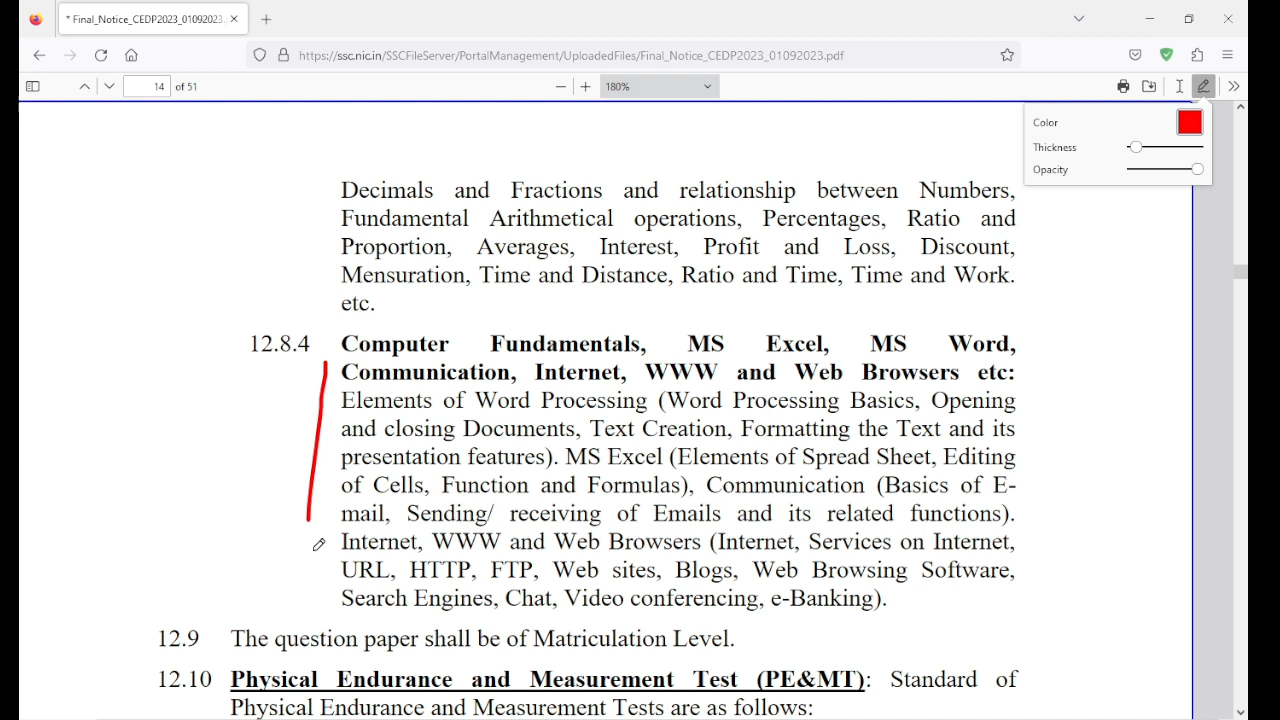 * Final_Notice_CEDP2023_01092023.
https://ssc.nic.in/SSCFileServer/PortalManagement/UploadedFiles/Final_Notice_CEDP2023_01092023.pdf
14 of 51
180%
Color
Thickness
Opacity
Decimals and Fractions and relationship between Numbers,
Fundamental Arithmetical operations, Percentages, Ratio and
Proportion, Averages, Interest, Profit and Loss, Discount,
Mensuration, Time and Distance, Ratio and Time, Time and Work.
etc.
12.8.4 Computer Fundamentals, MS Excel, MS Word,
Communication, Internet, WWW and Web Browsers etc:
Elements of Word Processing (Word Processing Basics, Opening
and closing Documents, Text Creation, Formatting the Text and its
presentation features). MS Excel (Elements of Spread Sheet, Editing
of Cells, Function and Formulas), Communication (Basics of E-
mail, Sending/ receiving of Emails and its related functions).
Internet, WWW and Web Browsers (Internet, Services on Internet,
URL, HTTP, FTP, Web sites, Blogs, Web Browsing Software,
Search Engines, Chat, Video conferencing, e-Banking).
12.9 The question paper shall be of Matriculation Level.
12.10 Physical Endurance and Measurement Test (PE&MT): Standard of
Physical Endurance and Measurement Tests are as follows: